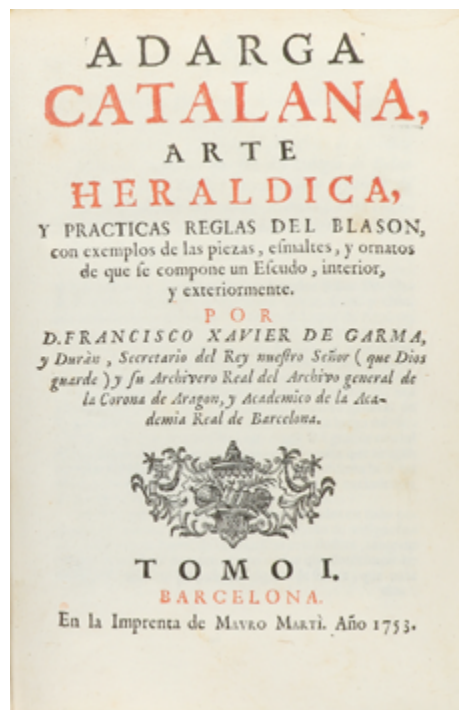 ADARGA
CATALANA,
ARTE
HERALDICA,
Y PRACTICAS REGLAS DEL BLASON,
con exemplos de las piezas, eſmaltes, y ornatos
de que ſe compone un Eſcudo, interior,
y exteriormente.
POR
D. FRANCISCO XAVIER DE GARMA,
y Duràn, Secretario del Rey nueſtro Señor (que Dios
guarde) y ſu Archivero Real del Archivo general de
la Corona de Aragon, y Academico de la Aca-
demia Real de Barcelona.
TOMO I.
BARCELONA.
En la Imprenta de MAURO MARTÌ. Año 1753.